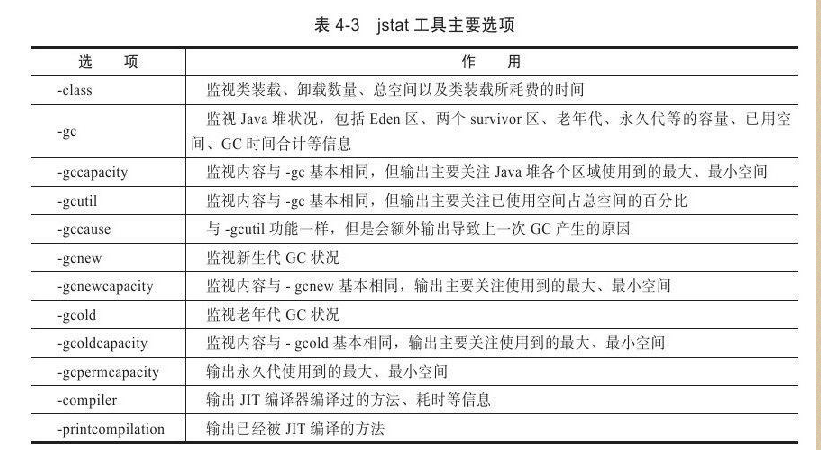 表 4-3 jstat 工具主要选项
选 项 作 用
-class 监视类装载、卸载数量、总空间以及类装载所耗费的时间
-gc 监视 Java 堆状况，包括 Eden 区、两个 survivor 区、老年代、永久代等的容量、已用空
间、GC 时间合计等信息
-gccapacity 监视内容与 -gc 基本相同，但输出主要关注 Java 堆各个区域使用到的最大、最小空间
-gcutil 监视内容与 -gc 基本相同，但输出主要关注已使用空间占总空间的百分比
-gccause 与 -gcutil 功能一样，但是会额外输出导致上一次 GC 产生的原因
-gcnew 监视新生代 GC 状况
-gcnewcapacity 监视内容与 - gcnew 基本相同，输出主要关注使用到的最大、最小空间
-gcold 监视老年代 GC 状况
-gcoldcapacity 监视内容与 - gcold 基本相同，输出主要关注使用到的最大、最小空间
-gcpermcapacity 输出永久代使用到的最大、最小空间
-compiler 输出 JIT 编译器编译过的方法、耗时等信息
-printcompilation 输出已经被 JIT 编译的方法